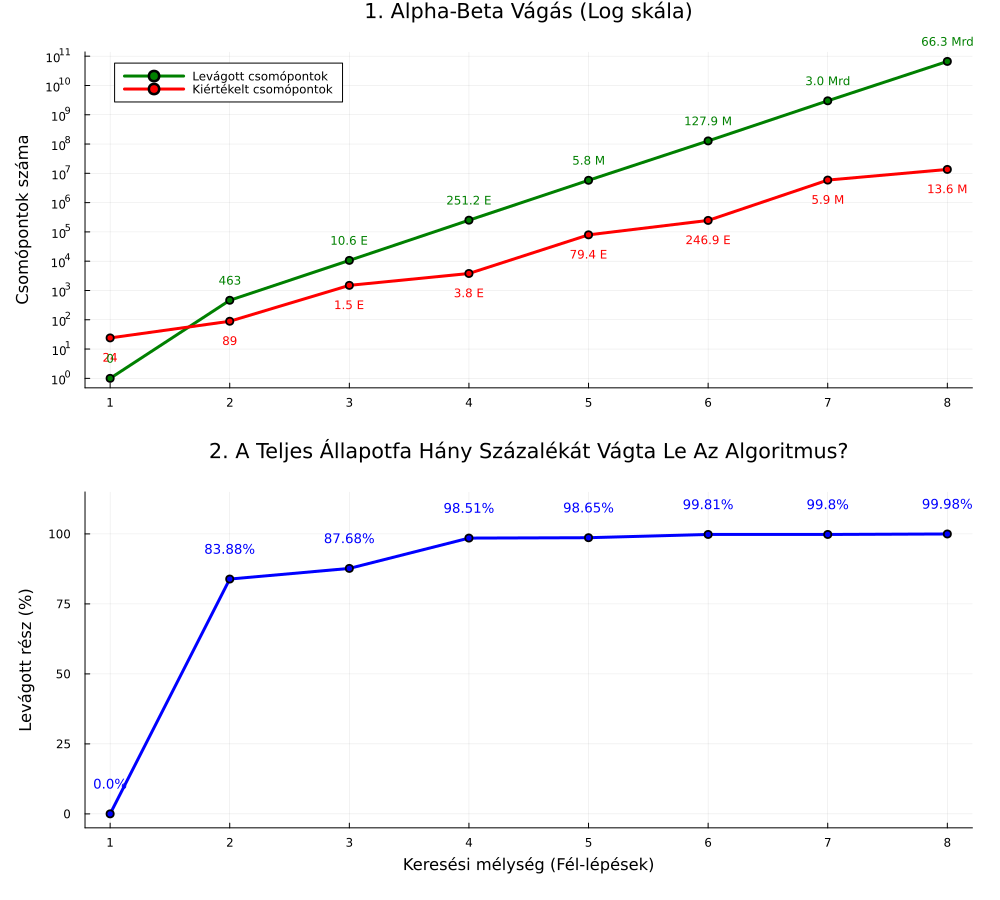 1. Alpha-Beta Vágás (Log skála)
Csomópontok száma
10^11
10^10
10^9
10^8
10^7
10^6
10^5
10^4
10^3
10^2
10^1
10^0
Levágott csomópontok
Kiértékelt csomópontok
0
463
10.6 E
251.2 E
5.8 M
127.9 M
3.0 Mrd
66.3 Mrd
24
89
1.5 E
3.8 E
79.4 E
246.9 E
5.9 M
13.6 M
1 2 3 4 5 6 7 8
2. A Teljes Állapotfa Hány Százalékát Vágta Le Az Algoritmus?
Levágott rész (%)
100
75
50
25
0
0.0%
83.88%
87.68%
98.51%
98.65%
99.81%
99.8%
99.98%
1 2 3 4 5 6 7 8
Keresési mélység (Fél-lépések)